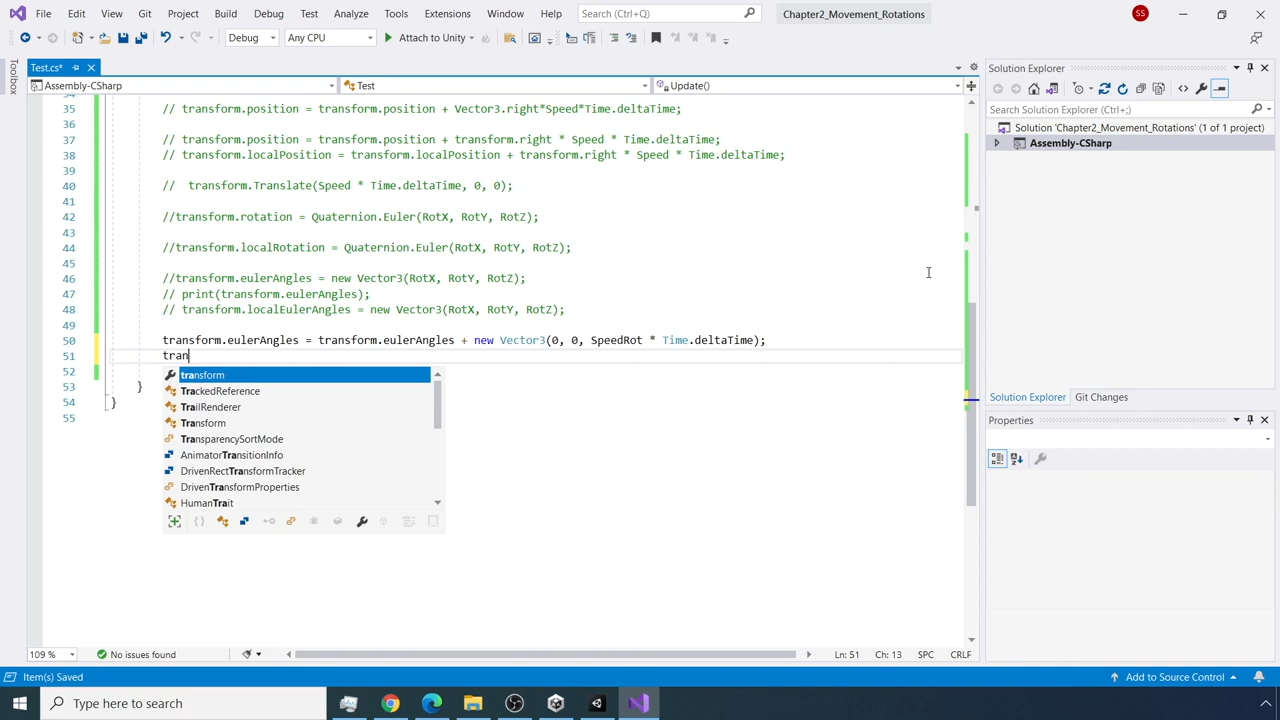 File Edit View Git Project Build Debug Test Analyze Tools Extensions Window Help Search (Ctrl+Q) Chapter2_Movement_Rotations SS
Debug Any CPU Attach to Unity
Toolbox
Test.cs*
Assembly-CSharp Test Update()
34
35 // transform.position = transform.position + Vector3.right*Speed*Time.deltaTime;
36
37 // transform.position = transform.position + transform.right * Speed * Time.deltaTime;
38 // transform.localPosition = transform.localPosition + transform.right * Speed * Time.deltaTime;
39
40 //  transform.Translate(Speed * Time.deltaTime, 0, 0);
41
42 //transform.rotation = Quaternion.Euler(RotX, RotY, RotZ);
43
44 //transform.localRotation = Quaternion.Euler(RotX, RotY, RotZ);
45
46 //transform.eulerAngles = new Vector3(RotX, RotY, RotZ);
47 // print(transform.eulerAngles);
48 // transform.localEulerAngles = new Vector3(RotX, RotY, RotZ);
49
50 transform.eulerAngles = transform.eulerAngles + new Vector3(0, 0, SpeedRot * Time.deltaTime);
51 tran
52
53 }
54 }
55
transform
TrackedReference
TrailRenderer
Transform
TransparencySortMode
AnimatorTransitionInfo
DrivenRectTransformTracker
DrivenTransformProperties
HumanTrait
109 % No issues found Ln: 51 Ch: 13 SPC CRLF
Solution Explorer
Search Solution Explorer (Ctrl+;)
Solution 'Chapter2_Movement_Rotations' (1 of 1 project)
Assembly-CSharp
Solution Explorer Git Changes
Properties
Item(s) Saved Add to Source Control
Type here to search